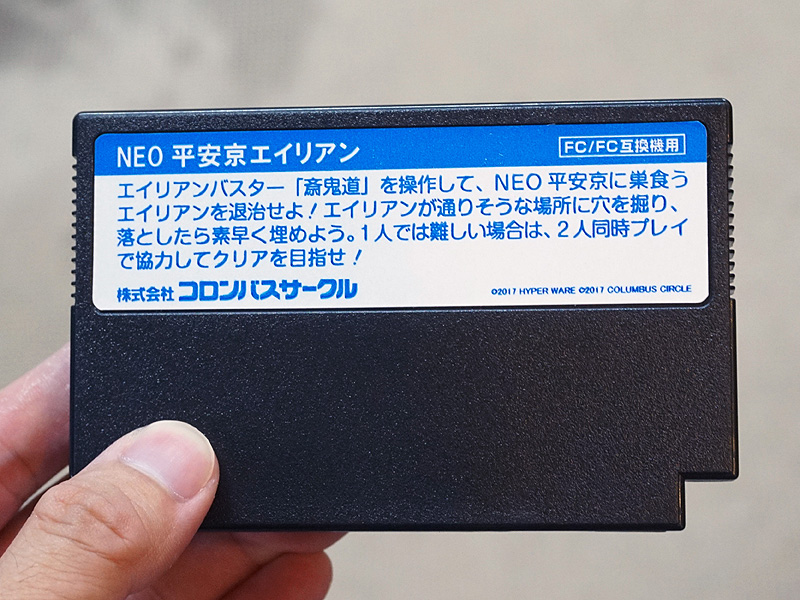 NEO 平安京エイリアン
FC/FC互換機用
エイリアンバスター「斎鬼道」を操作して、NEO 平安京に巣食う
エイリアンを退治せよ！エイリアンが通りそうな場所に穴を掘り、
落としたら素早く埋めよう。1人では難しい場合は、2人同時プレイ
で協力してクリアを目指せ！
株式会社 コロンバスサークル
©2017 HYPER WARE ©2017 COLUMBUS CIRCLE